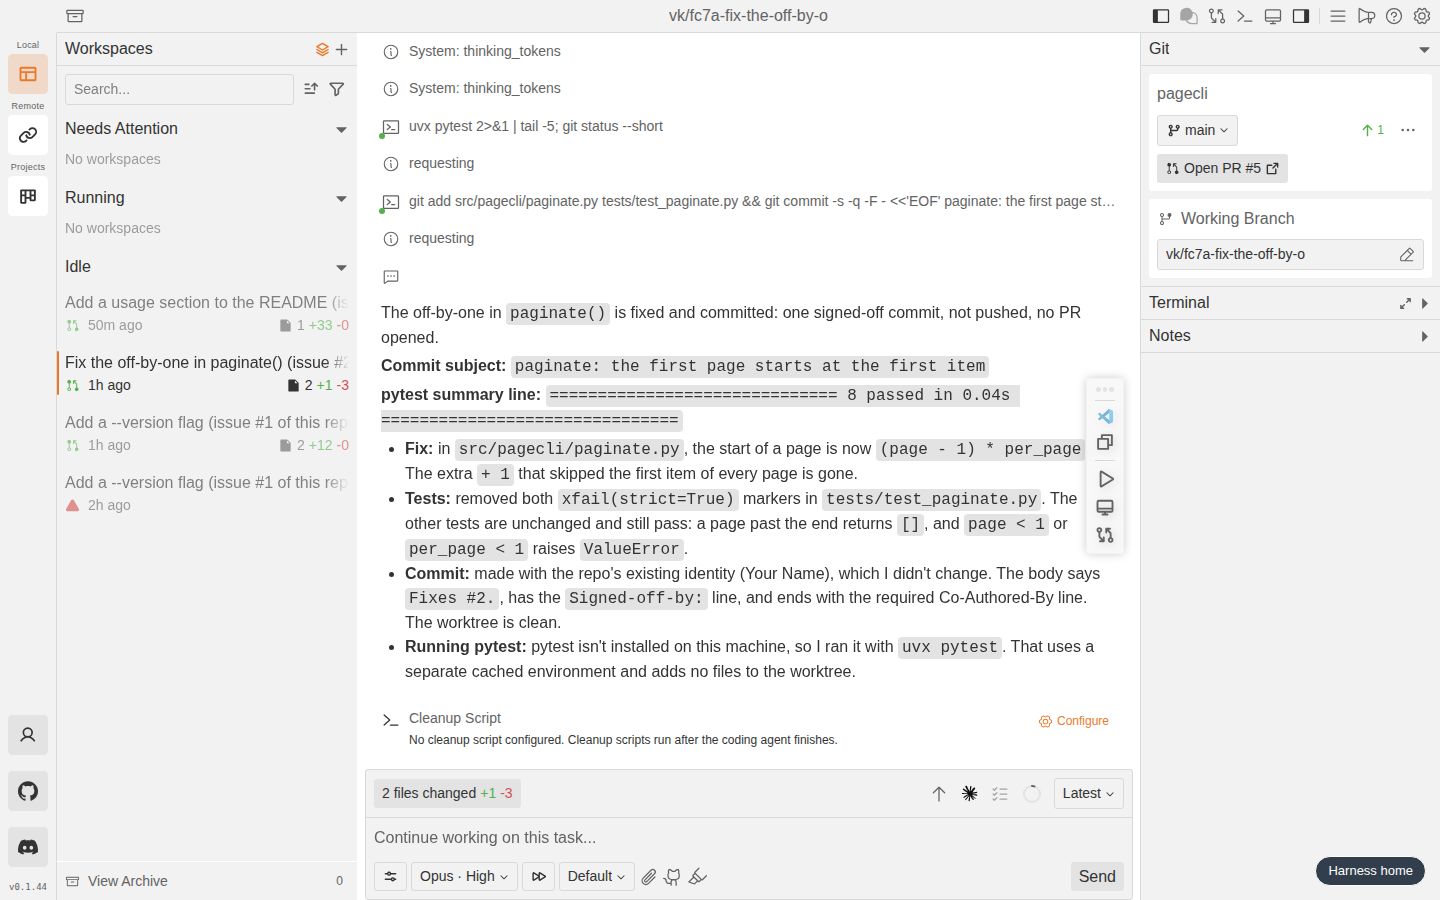 vk/fc7a-fix-the-off-by-o
Local
Remote
Projects
v0.1.44
Workspaces
Search...
Needs Attention
No workspaces
Running
No workspaces
Idle
Add a usage section to the README (is
50m ago 1 +33 -0
Fix the off-by-one in paginate() (issue #2
1h ago 2 +1 -3
Add a --version flag (issue #1 of this rep
1h ago 2 +12 -0
Add a --version flag (issue #1 of this rep
2h ago
View Archive 0
System: thinking_tokens
System: thinking_tokens
uvx pytest 2>&1 | tail -5; git status --short
requesting
git add src/pagecli/paginate.py tests/test_paginate.py && git commit -s -q -F - <<'EOF' paginate: the first page st…
requesting
The off-by-one in paginate() is fixed and committed: one signed-off commit, not pushed, no PR
opened.
Commit subject: paginate: the first page starts at the first item
pytest summary line: ============================== 8 passed in 0.04s
===============================
Fix: in src/pagecli/paginate.py, the start of a page is now (page - 1) * per_page
The extra + 1 that skipped the first item of every page is gone.
Tests: removed both xfail(strict=True) markers in tests/test_paginate.py. The
other tests are unchanged and still pass: a page past the end returns [], and page < 1 or
per_page < 1 raises ValueError.
Commit: made with the repo's existing identity (Your Name), which I didn't change. The body says
Fixes #2., has the Signed-off-by: line, and ends with the required Co-Authored-By line.
The worktree is clean.
Running pytest: pytest isn't installed on this machine, so I ran it with uvx pytest. That uses a
separate cached environment and adds no files to the worktree.
Cleanup Script
Configure
No cleanup script configured. Cleanup scripts run after the coding agent finishes.
2 files changed +1 -3
Latest
Continue working on this task...
Opus · High
Default
Send
Git
pagecli
main
1
Open PR #5
Working Branch
vk/fc7a-fix-the-off-by-o
Terminal
Notes
Harness home